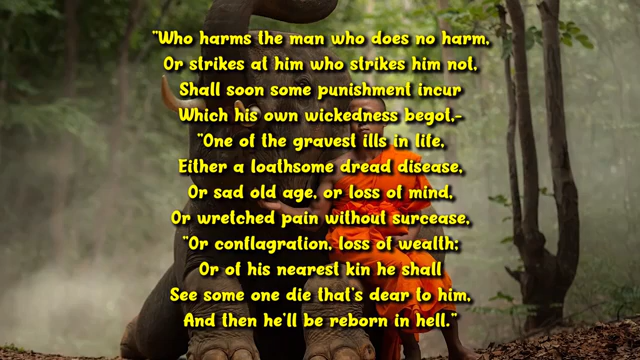 "Who harms the man who does no harm,
Or strikes at him who strikes him not,
Shall soon some punishment incur
Which his own wickedness begot,-
"One of the gravest ills in life,
Either a loathsome dread disease,
Or sad old age, or loss of mind,
Or wretched pain without surcease,
"Or conflagration, loss of wealth;
Or of his nearest kin he shall
See some one die that's dear to him,
And then he'll be reborn in hell."